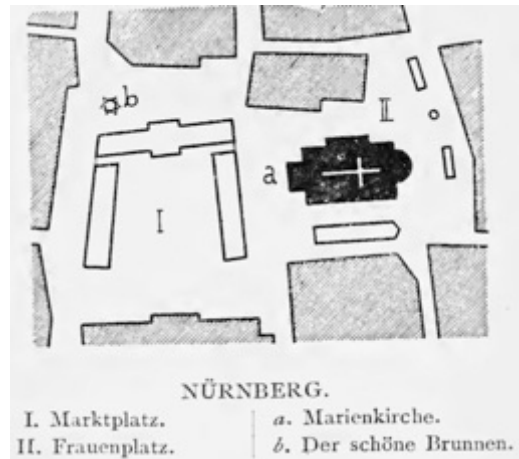 b
II
a
I
NÜRNBERG.
I. Marktplatz.
II. Frauenplatz.
a. Marienkirche.
b. Der schöne Brunnen.